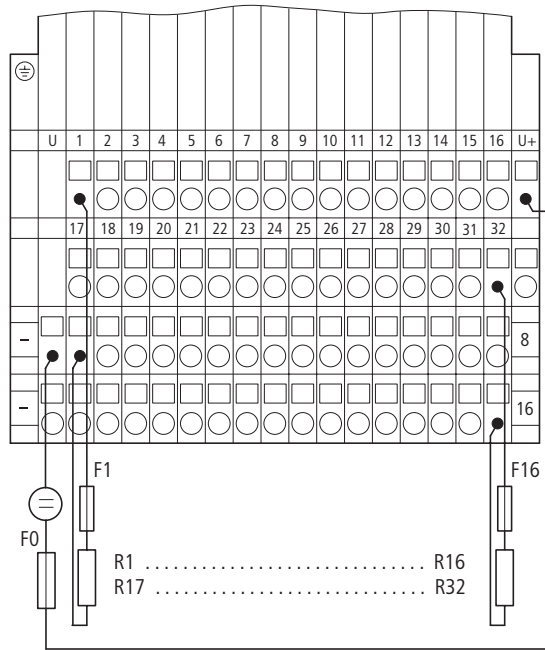 U 1 2 3 4 5 6 7 8 9 10 11 12 13 14 15 16 U+
17 18 19 20 21 22 23 24 25 26 27 28 29 30 31 32
– 8
– 16
F1 F16
F0
R1 . . . . . . . . . . . . . . . . . . . . . . . . . . . . R16
R17 . . . . . . . . . . . . . . . . . . . . . . . . . . . R32